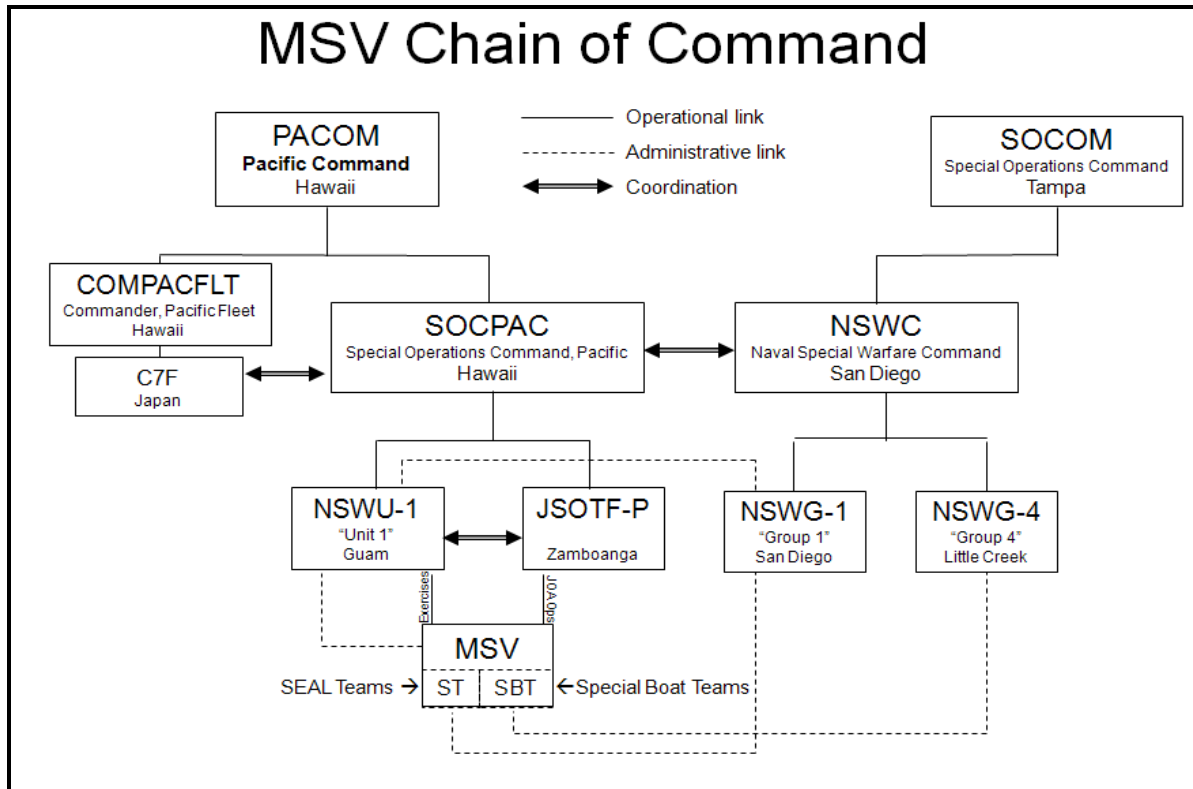 MSV Chain of Command
PACOM
Pacific Command
Hawaii
Operational link
Administrative link
Coordination
SOCOM
Special Operations Command
Tampa
COMPACFLT
Commander, Pacific Fleet
Hawaii
C7F
Japan
SOCPAC
Special Operations Command, Pacific
Hawaii
NSWC
Naval Special Warfare Command
San Diego
NSWU-1
“Unit 1”
Guam
JSOTF-P
Zamboanga
NSWG-1
“Group 1”
San Diego
NSWG-4
“Group 4”
Little Creek
Exercises
JOA Ops
MSV
SEAL Teams → ST SBT ← Special Boat Teams